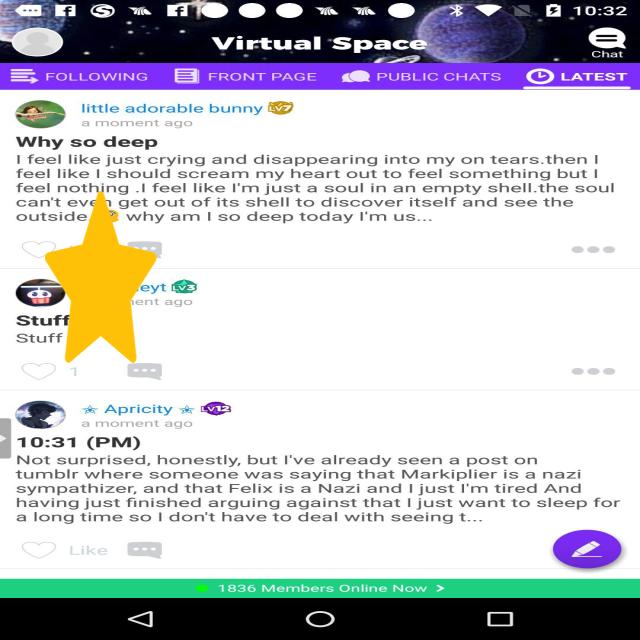 10:32
Virtual Space
Chat
FOLLOWING
FRONT PAGE
PUBLIC CHATS
LATEST
little adorable bunny LV7
a moment ago
Why so deep
I feel like just crying and disappearing into my on tears.then I
feel like I should scream my heart out to feel something but I
feel nothing .I feel like I'm just a soul in an empty shell.the soul
can't even get out of its shell to discover itself and see the
outside why am I so deep today I'm us...
ment ago
Stuff
Stuff
1
Apricity LV12
a moment ago
10:31 (PM)
Not surprised, honestly, but I've already seen a post on
tumblr where someone was saying that Markiplier is a nazi
sympathizer, and that Felix is a Nazi and I just I'm tired And
having just finished arguing against that I just want to sleep for
a long time so I don't have to deal with seeing t...
Like
1836 Members Online Now >